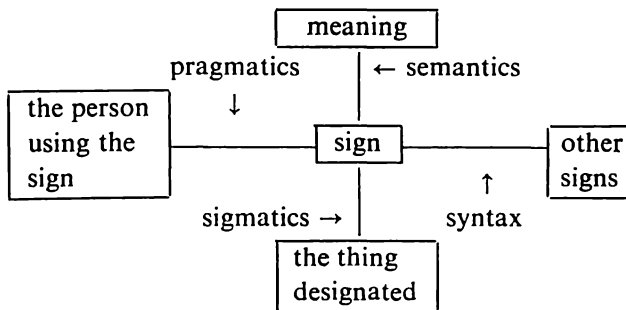 meaning
pragmatics
↓
← semantics
the person
using the
sign
sign
other
signs
sigmatics →
↑
syntax
the thing
designated